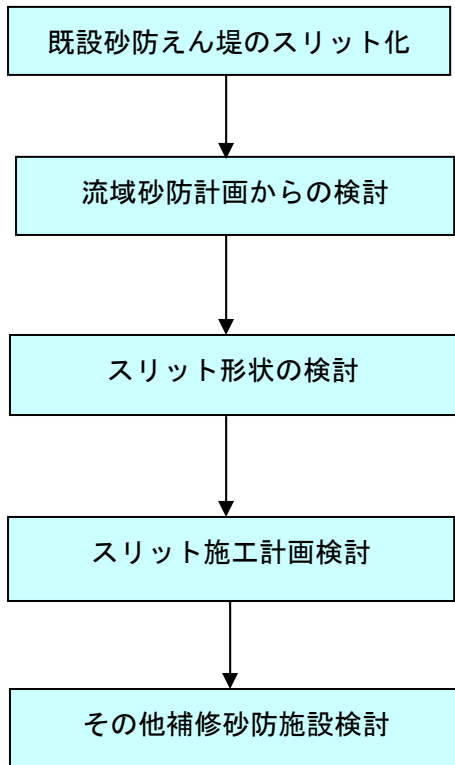 既設砂防えん堤のスリット化
流域砂防計画からの検討
スリット形状の検討
スリット施工計画検討
その他補修砂防施設検討